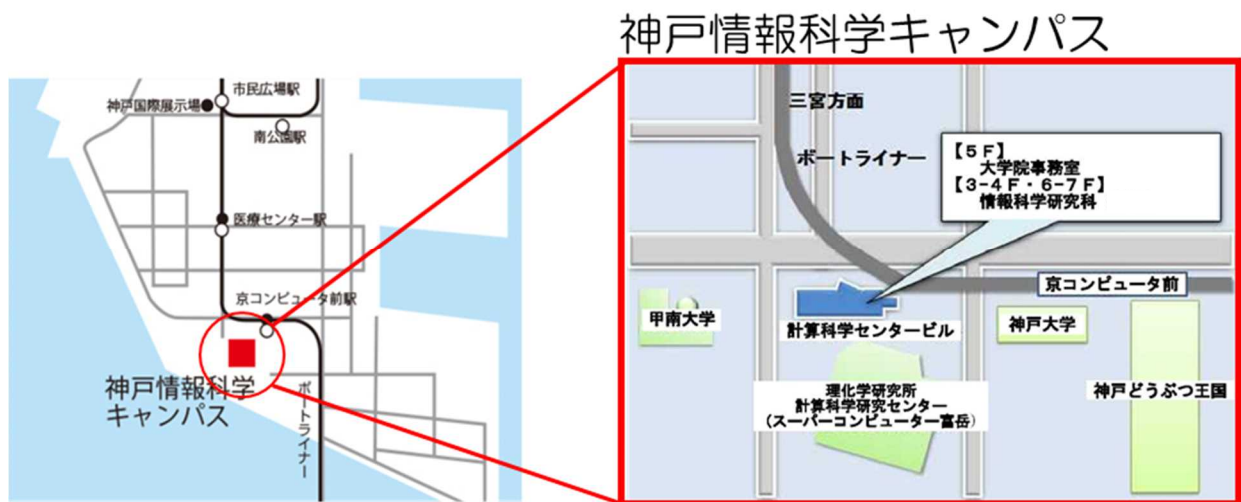 神戸情報科学キャンパス
市民広場駅
神戸国際展示場
南公園駅
医療センター駅
京コンピュータ前駅
神戸情報科学
キャンパス
ポートライナー
三宮方面
ポートライナー
【5F】
大学院事務室
【3-4F・6-7F】
情報科学研究科
京コンピュータ前
甲南大学
計算科学センタービル
神戸大学
理化学研究所
計算科学研究センター
(スーパーコンピューター富岳)
神戸どうぶつ王国